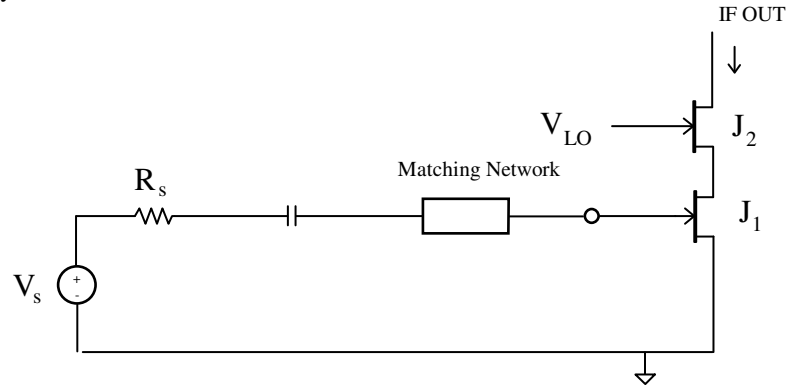 IF OUT
V_LO
J_2
Matching Network
R_s
J_1
V_s
+
-